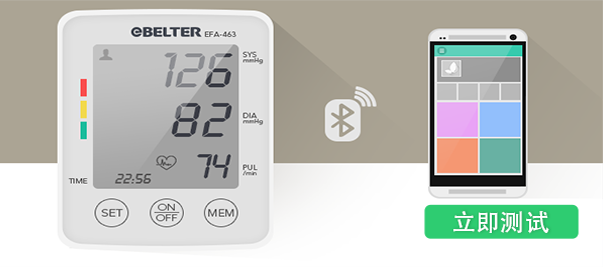 eBELTER EFA-463
126 SYS
mmHg
82 DIA
mmHg
74 PUL
/min
TIME 22:56
SET ON
OFF MEM
立即测试